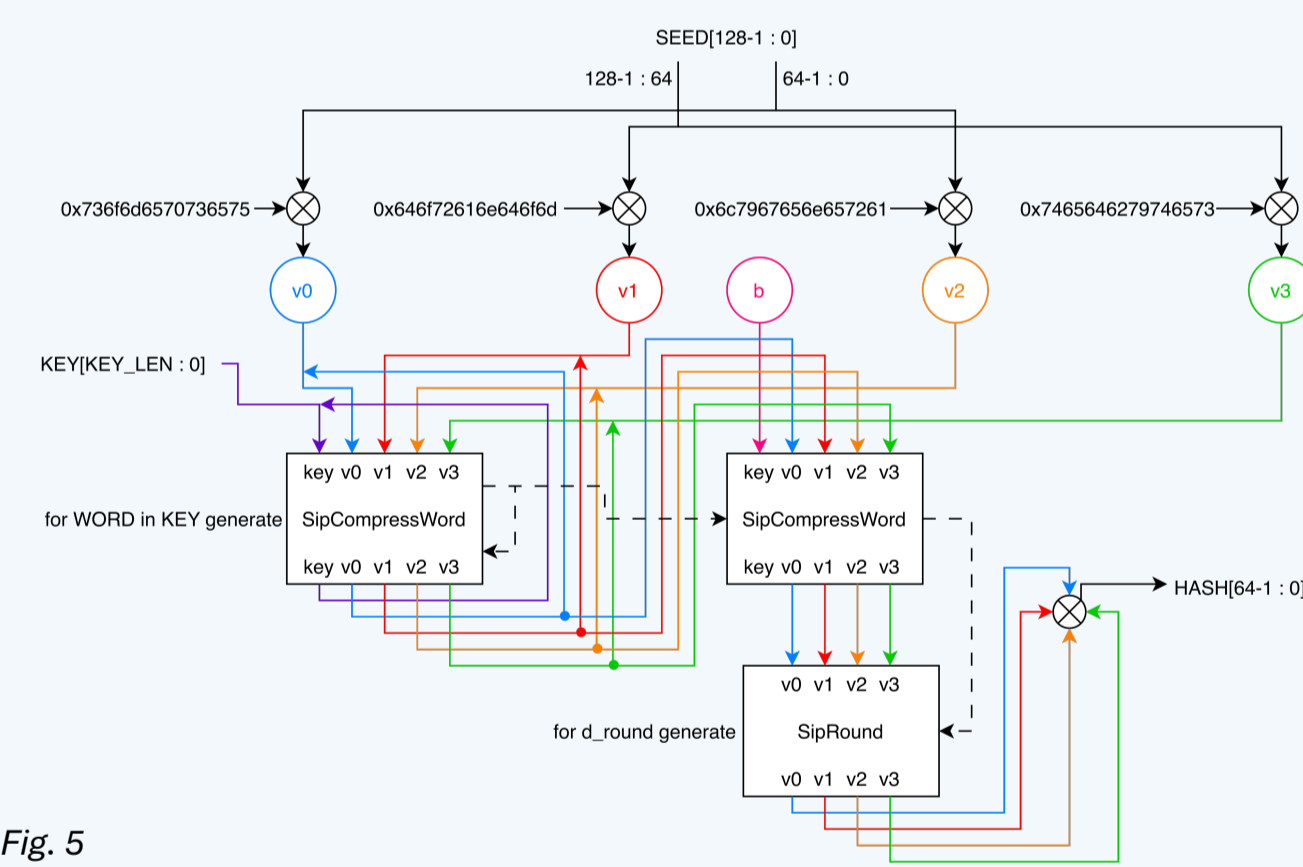 SEED[128-1 : 0]
128-1 : 64
64-1 : 0
0x736f6d6570736575
0x646f72616e646f6d
0x6c7967656e657261
0x7465646279746573
v0
v1
b
v2
v3
KEY[KEY_LEN : 0]
key v0 v1 v2 v3
key v0 v1 v2 v3
for WORD in KEY generate
SipCompressWord
SipCompressWord
key v0 v1 v2 v3
key v0 v1 v2 v3
HASH[64-1 : 0]
v0 v1 v2 v3
for d_round generate
SipRound
v0 v1 v2 v3
Fig. 5